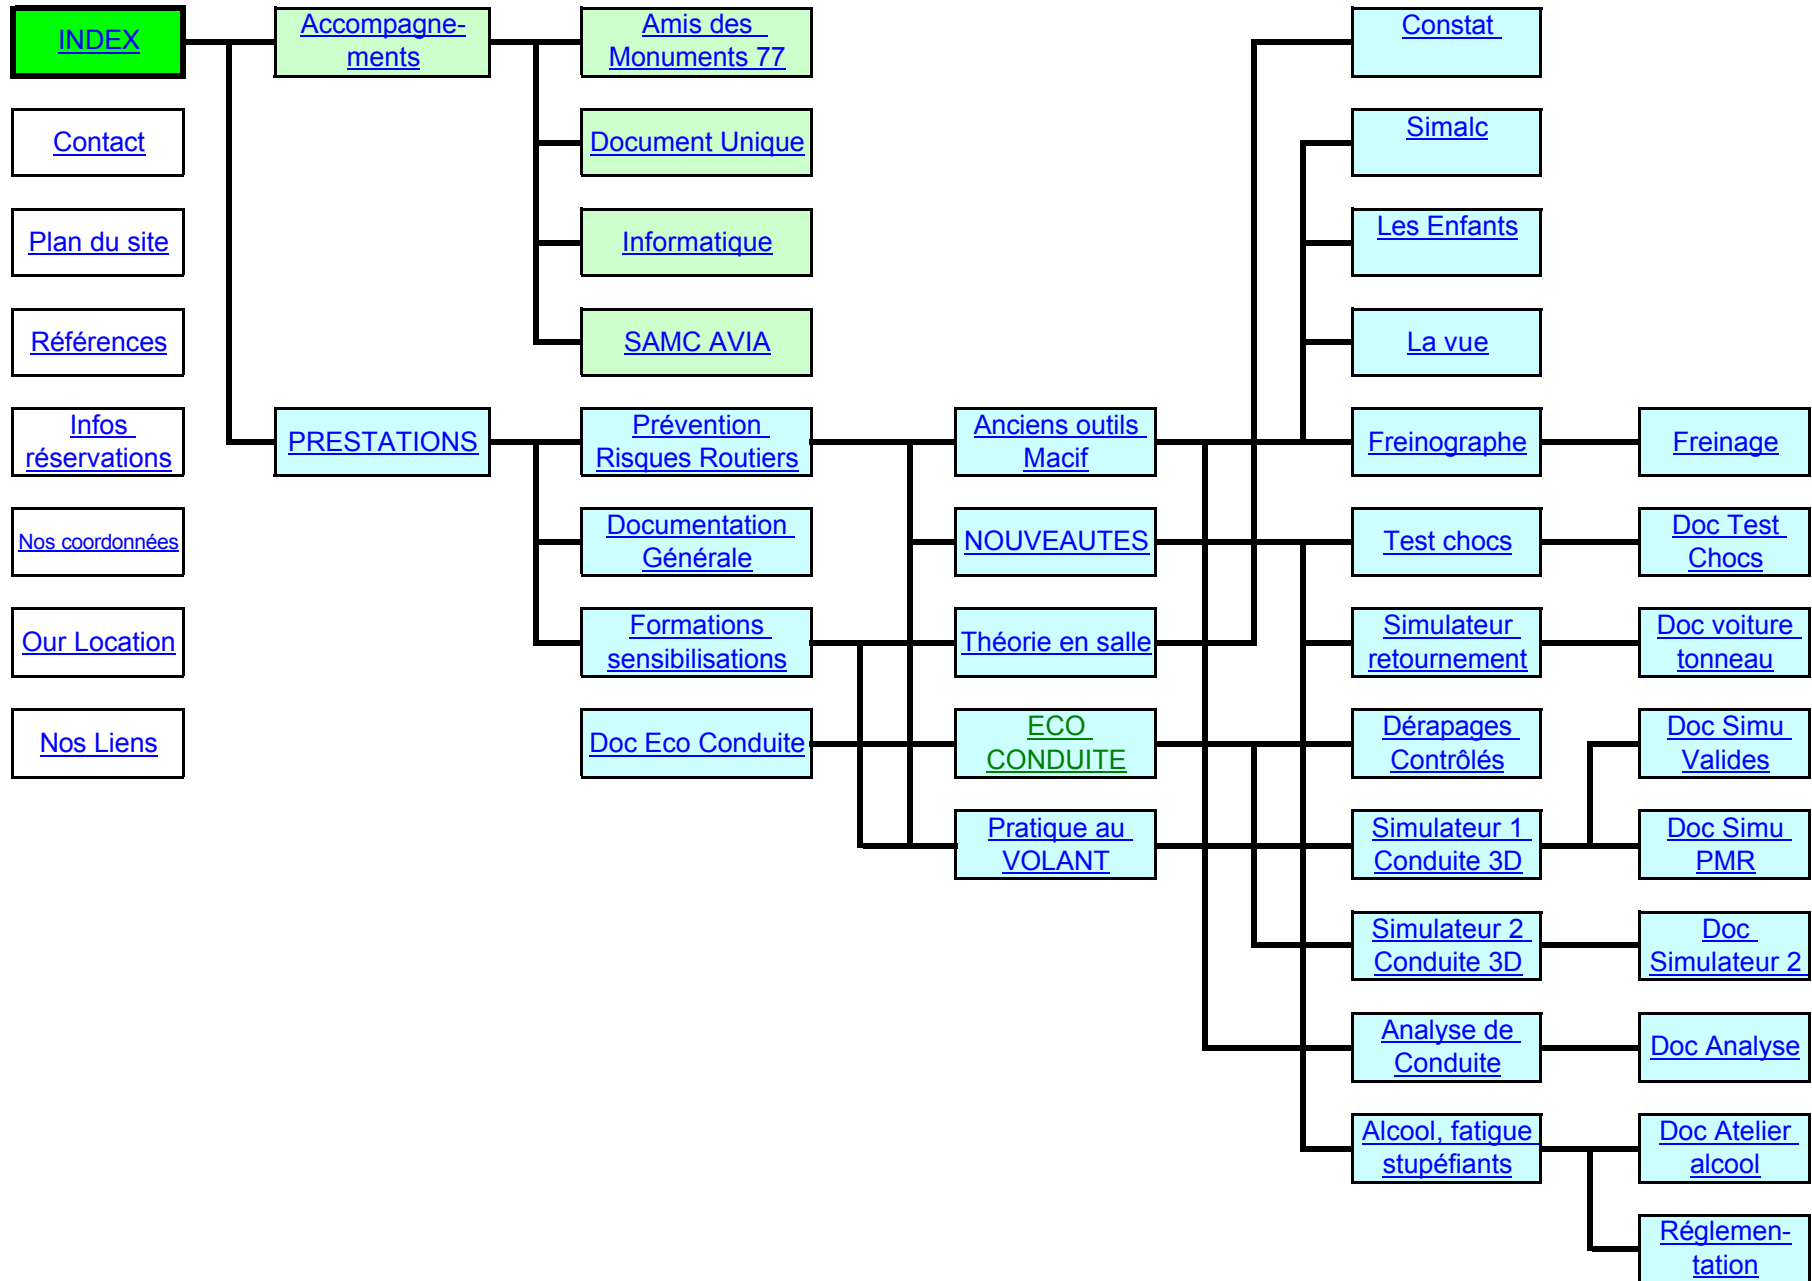 INDEX
Accompagne-
ments
Amis des
Monuments 77
Constat
Contact
Document Unique
Simalc
Plan du site
Informatique
Les Enfants
Références
SAMC AVIA
La vue
Infos
réservations
PRESTATIONS
Prévention
Risques Routiers
Anciens outils
Macif
Freinographe
Freinage
Nos coordonnées
Documentation
Générale
NOUVEAUTES
Test chocs
Doc Test
Chocs
Our Location
Formations
sensibilisations
Théorie en salle
Simulateur
retournement
Doc voiture
tonneau
Nos Liens
Doc Eco Conduite
ECO
CONDUITE
Dérapages
Contrôlés
Doc Simu
Valides
Pratique au
VOLANT
Simulateur 1
Conduite 3D
Doc Simu
PMR
Simulateur 2
Conduite 3D
Doc
Simulateur 2
Analyse de
Conduite
Doc Analyse
Alcool, fatigue
stupéfiants
Doc Atelier
alcool
Réglemen-
tation